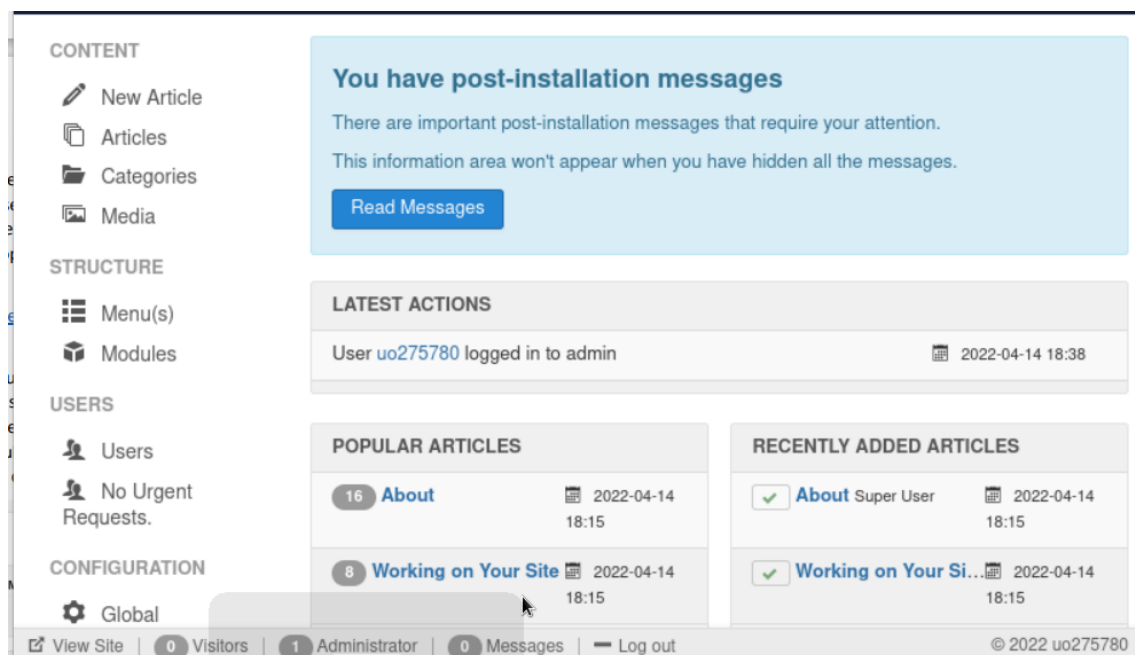 CONTENT
New Article
Articles
Categories
Media
STRUCTURE
Menu(s)
Modules
USERS
Users
No Urgent
Requests.
CONFIGURATION
Global
You have post-installation messages
There are important post-installation messages that require your attention.
This information area won't appear when you have hidden all the messages.
Read Messages
LATEST ACTIONS
User uo275780 logged in to admin 2022-04-14 18:38
POPULAR ARTICLES
16 About 2022-04-14
18:15
8 Working on Your Site 2022-04-14
18:15
RECENTLY ADDED ARTICLES
About Super User 2022-04-14
18:15
Working on Your Si... 2022-04-14
18:15
View Site 0 Visitors 1 Administrator 0 Messages Log out © 2022 uo275780